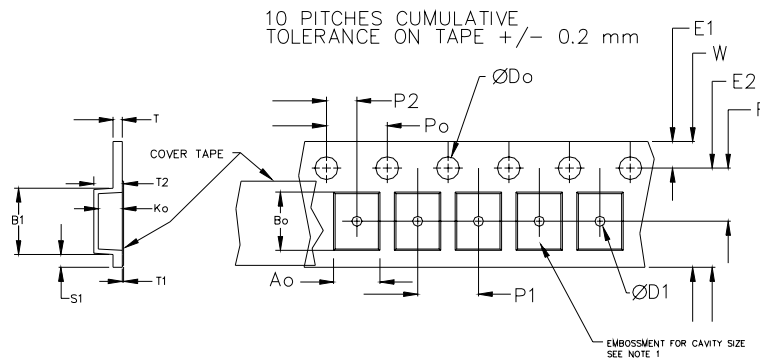 10 PITCHES CUMULATIVE
TOLERANCE ON TAPE +/- 0.2 mm
E1
W
ØDo
E2
P2
F
Po
T
COVER TAPE
T2
Ko
B1
Bo
T1
S1
Ao
P1
ØD1
EMBOSSMENT FOR CAVITY SIZE
SEE NOTE 1